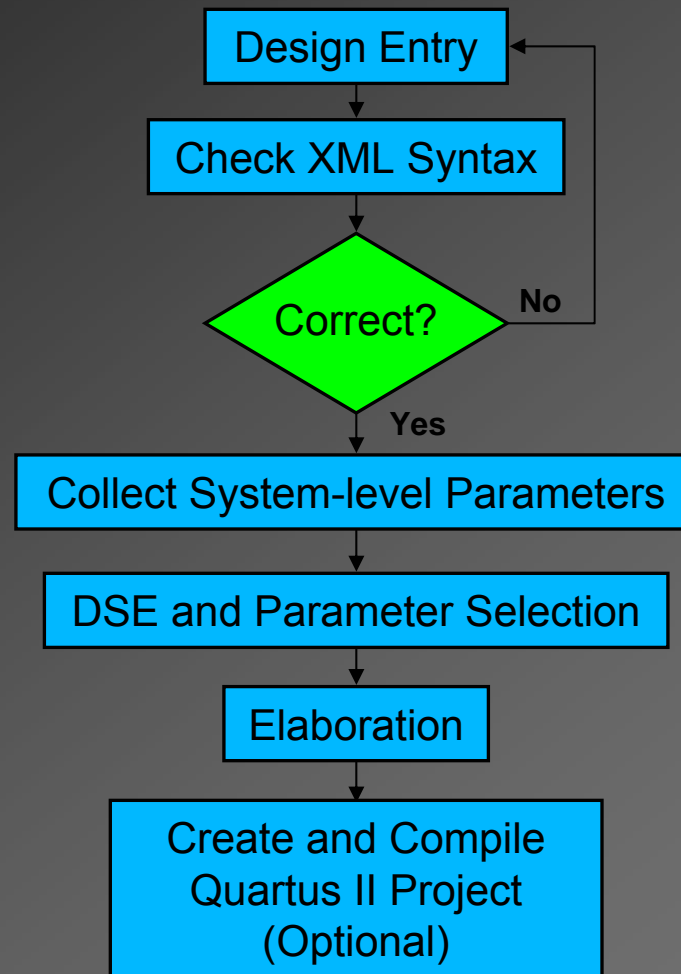 Design Entry
Check XML Syntax
Correct?
No
Yes
Collect System-level Parameters
DSE and Parameter Selection
Elaboration
Create and Compile
Quartus II Project
(Optional)